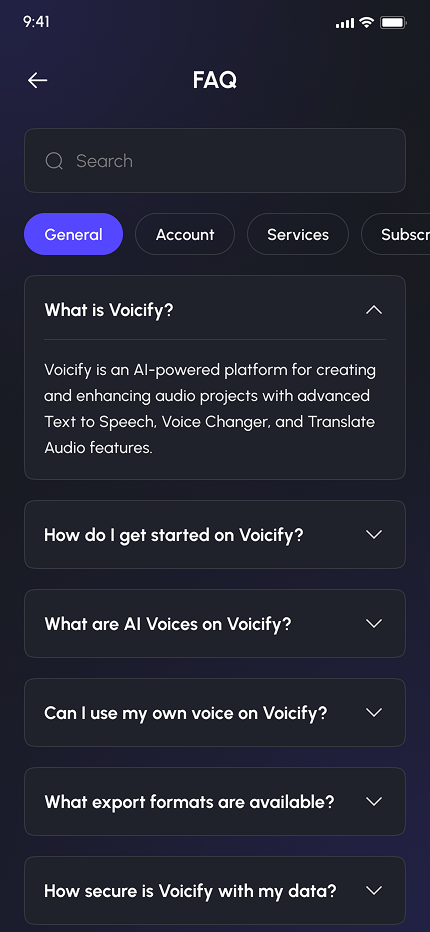 9:41
FAQ
Search
General
Account
Services
Subscr
What is Voicify?
Voicify is an AI-powered platform for creating
and enhancing audio projects with advanced
Text to Speech, Voice Changer, and Translate
Audio features.
How do I get started on Voicify?
What are AI Voices on Voicify?
Can I use my own voice on Voicify?
What export formats are available?
How secure is Voicify with my data?